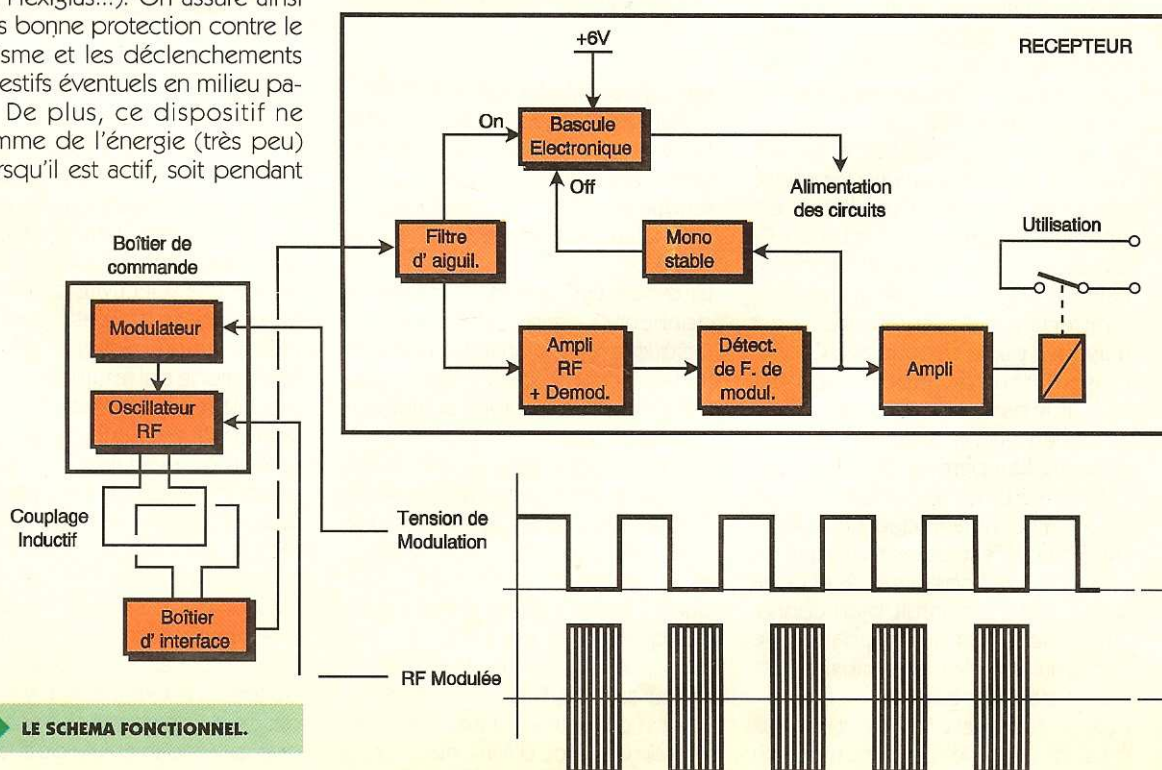 Plexiglas...). On assure ainsi
s bonne protection contre le
sme et les déclenchements
estifs éventuels en milieu pa-
De plus, ce dispositif ne
mme de l'énergie (très peu)
rsqu'il est actif, soit pendant
RECEPTEUR
+6V
On
Bascule
Electronique
Off
Alimentation
des circuits
Filtre
d' aiguil.
Mono
stable
Utilisation
Ampli
RF
+ Demod.
Détect.
de F. de
modul.
Ampli
Boîtier de
commande
Modulateur
Oscillateur
RF
Couplage
Inductif
Boîtier
d' interface
Tension de
Modulation
RF Modulée
LE SCHEMA FONCTIONNEL.